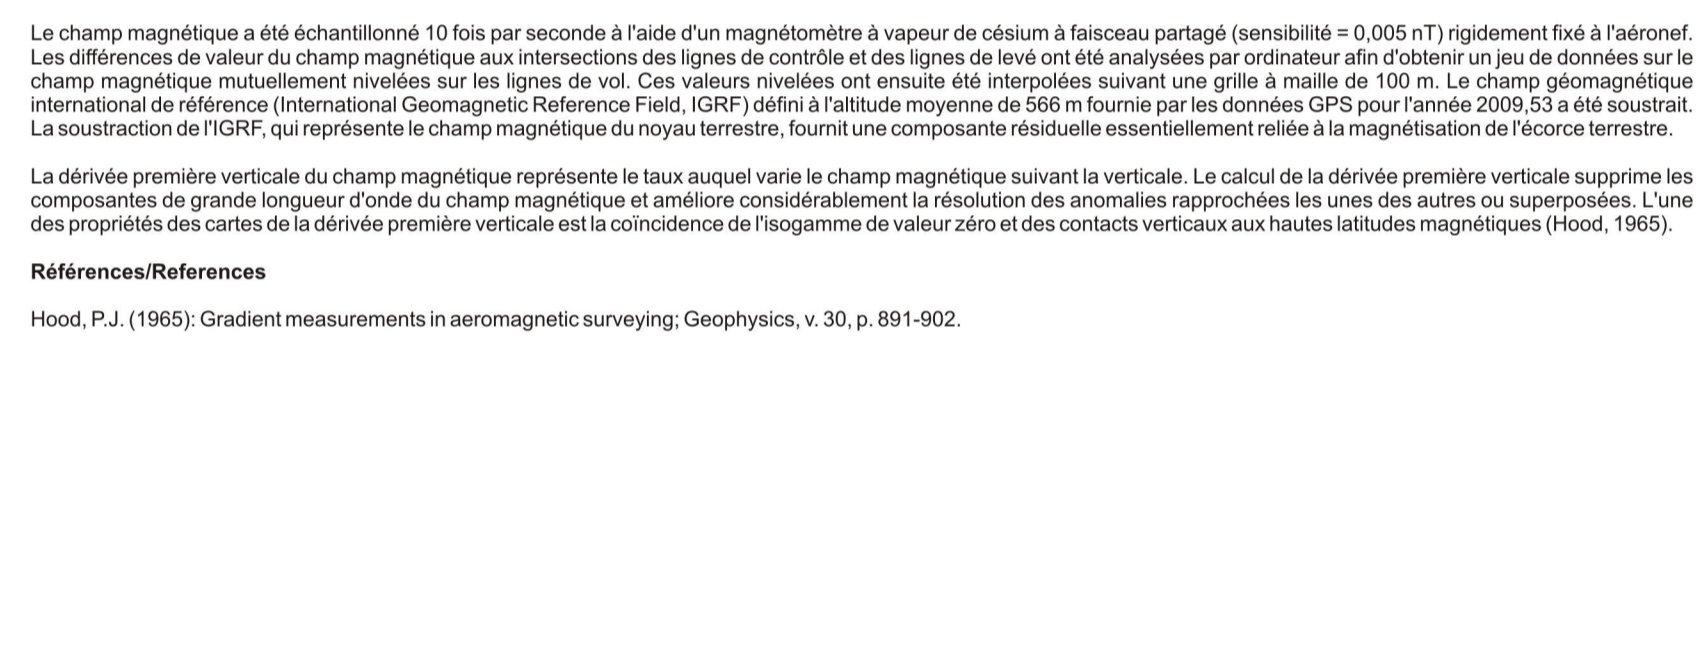 Le champ magnétique a été échantillonné 10 fois par seconde à l'aide d'un magnétomètre à vapeur de césium à faisceau partagé (sensibilité = 0,005 nT) rigidement fixé à l'aéronef.
Les différences de valeur du champ magnétique aux intersections des lignes de contrôle et des lignes de levé ont été analysées par ordinateur afin d'obtenir un jeu de données sur le
champ magnétique mutuellement nivelées sur les lignes de vol. Ces valeurs nivelées ont ensuite été interpolées suivant une grille à maille de 100 m. Le champ géomagnétique
international de référence (International Geomagnetic Reference Field, IGRF) défini à l'altitude moyenne de 566 m fournie par les données GPS pour l'année 2009,53 a été soustrait.
La soustraction de l'IGRF, qui représente le champ magnétique du noyau terrestre, fournit une composante résiduelle essentiellement reliée à la magnétisation de l'écorce terrestre.
La dérivée première verticale du champ magnétique représente le taux auquel varie le champ magnétique suivant la verticale. Le calcul de la dérivée première verticale supprime les
composantes de grande longueur d'onde du champ magnétique et améliore considérablement la résolution des anomalies rapprochées les unes des autres ou superposées. L'une
des propriétés des cartes de la dérivée première verticale est la coïncidence de l'isogamme de valeur zéro et des contacts verticaux aux hautes latitudes magnétiques (Hood, 1965).
Références/References
Hood, P.J. (1965): Gradient measurements in aeromagnetic surveying; Geophysics, v. 30, p. 891-902.